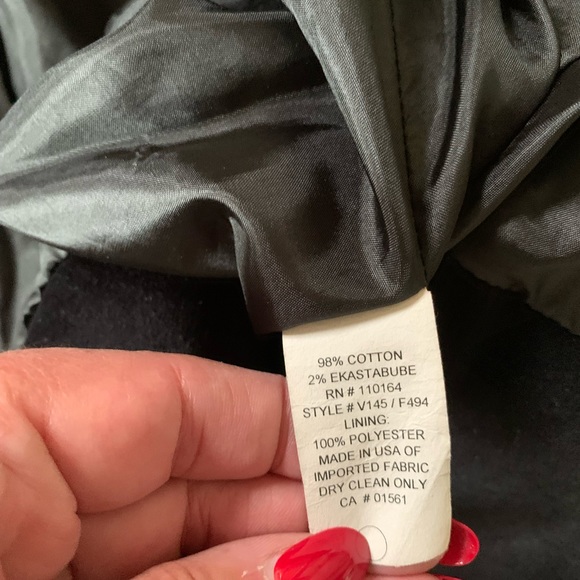 98% COTTON
2% EKASTABUBE
RN # 110164
STYLE # V145 / F494
LINING:
100% POLYESTER
MADE IN USA OF
IMPORTED FABRIC
DRY CLEAN ONLY
CA # 01561